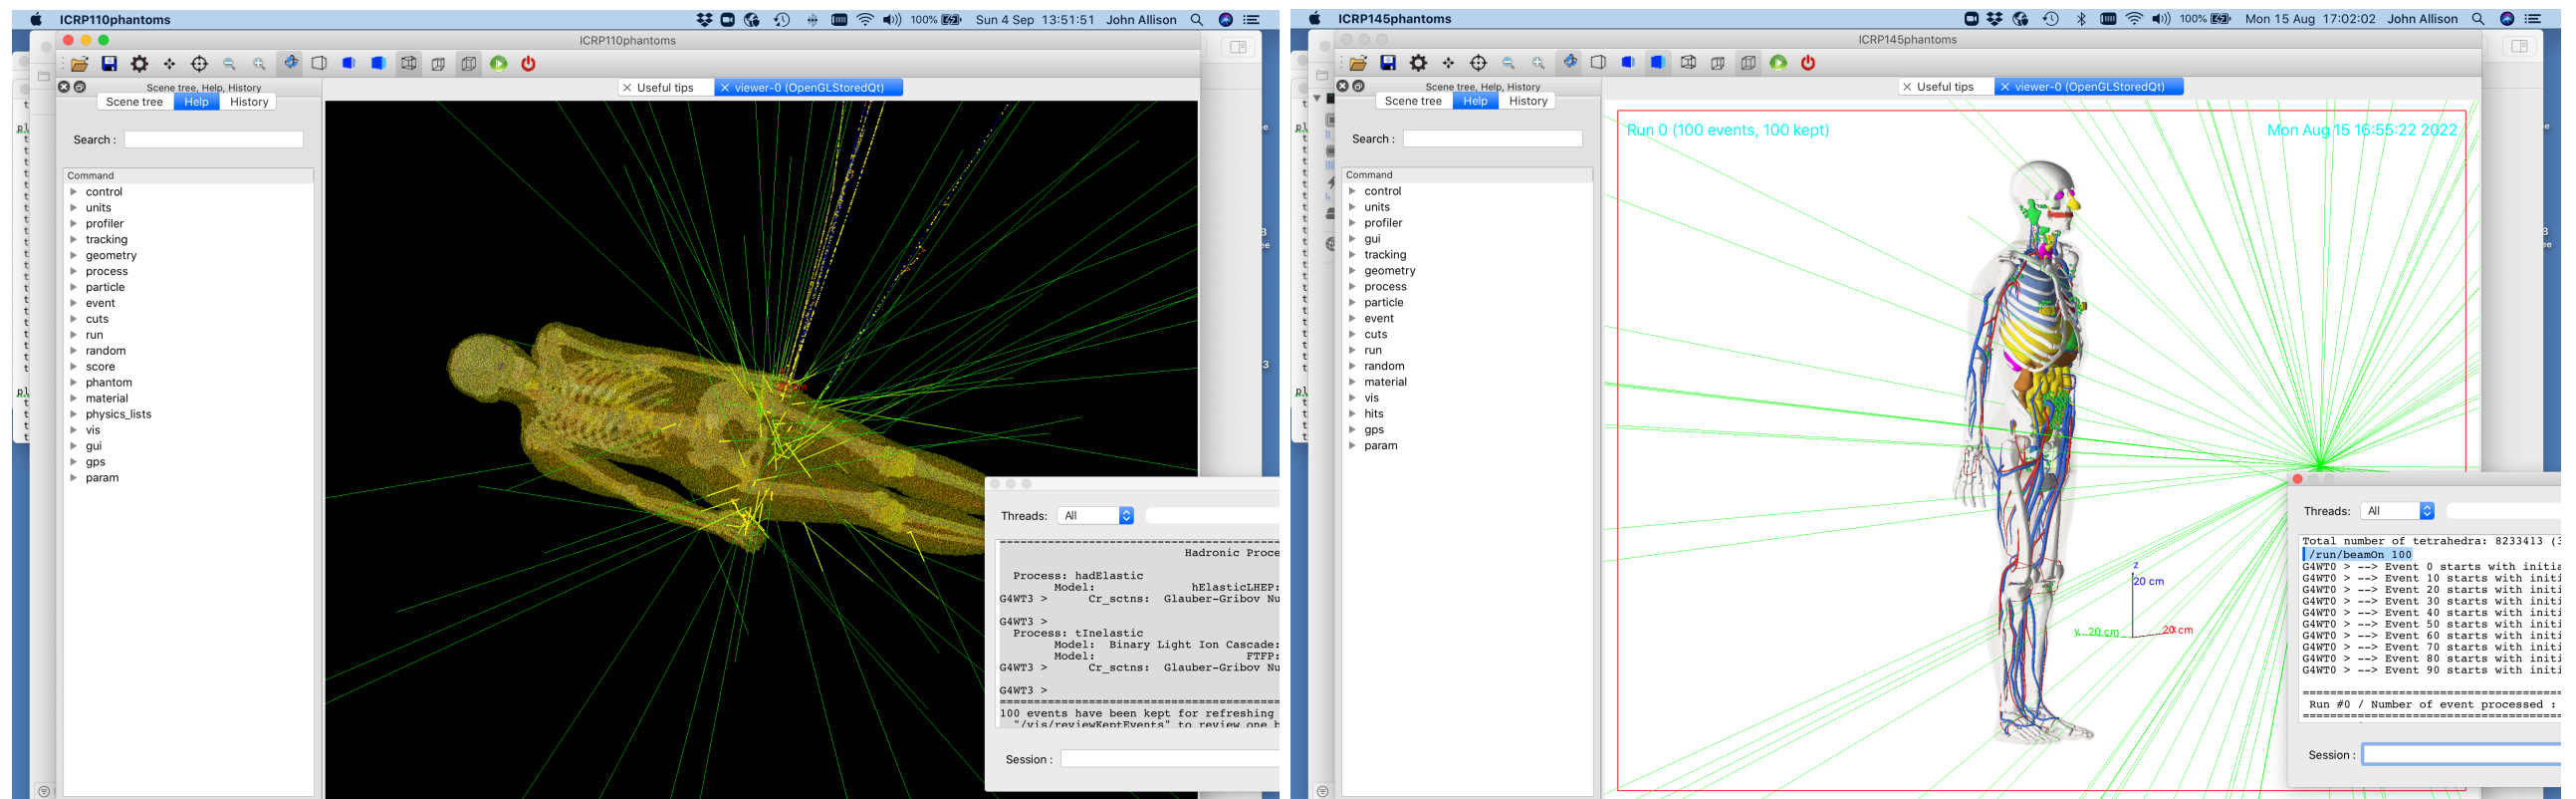 ICRP110phantoms
100%
Sun 4 Sep 13:51:51
John Allison
ICRP110phantoms
Scene tree, Help, History
Scene tree
Help
History
Useful tips
viewer-0 (OpenGLStoredQt)
Search :
Command
control
units
profiler
tracking
geometry
process
particle
event
cuts
run
random
score
phantom
material
physics_lists
vis
gui
gps
param
Threads:
All
Hadronic Proce
Process: hadElastic
Model: hElasticLHEP:
G4WT3 > Cr_sctns: Glauber-Gribov Nu
G4WT3 >
Process: tInelastic
Model: Binary Light Ion Cascade:
Model: FTFP:
G4WT3 > Cr_sctns: Glauber-Gribov Nu
G4WT3 >
100 events have been kept for refreshing
"/vis/reviewKeptEvents" to review one b
Session :
ICRP145phantoms
100%
Mon 15 Aug 17:02:02
John Allison
ICRP145phantoms
Scene tree, Help, History
Scene tree
Help
History
Useful tips
viewer-0 (OpenGLStoredQt)
Search :
Command
control
units
profiler
gui
tracking
geometry
process
particle
event
cuts
run
random
material
vis
hits
gps
param
Run 0 (100 events, 100 kept)
Mon Aug 15 16:55:22 2022
z
20 cm
y
20 cm
20 cm
Threads:
All
Total number of tetrahedra: 8233413 (3
/run/beamOn 100
G4WT0 > --> Event 0 starts with initia
G4WT0 > --> Event 10 starts with initi
G4WT0 > --> Event 20 starts with initi
G4WT0 > --> Event 30 starts with initi
G4WT0 > --> Event 40 starts with initi
G4WT0 > --> Event 50 starts with initi
G4WT0 > --> Event 60 starts with initi
G4WT0 > --> Event 70 starts with initi
G4WT0 > --> Event 80 starts with initi
G4WT0 > --> Event 90 starts with initi
Run #0 / Number of event processed :
Session :